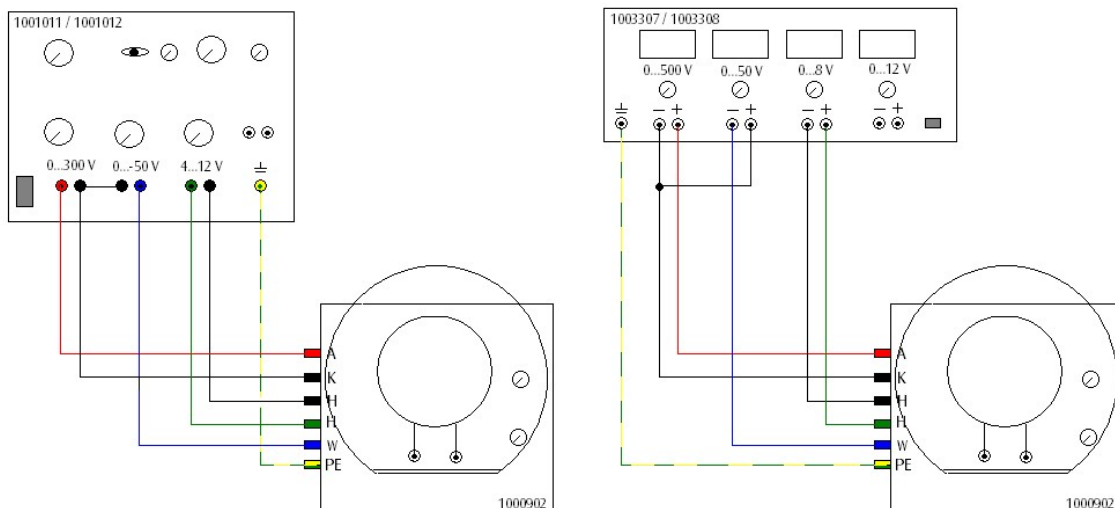 1001011 / 1001012
0...300 V 0...-50 V 4...12 V
A
K
H
H
W
PE
1000902
1003307 / 1003308
0...500 V 0...50 V 0...8 V 0...12 V
− + − + − + − +
A
K
H
H
W
PE
1000902